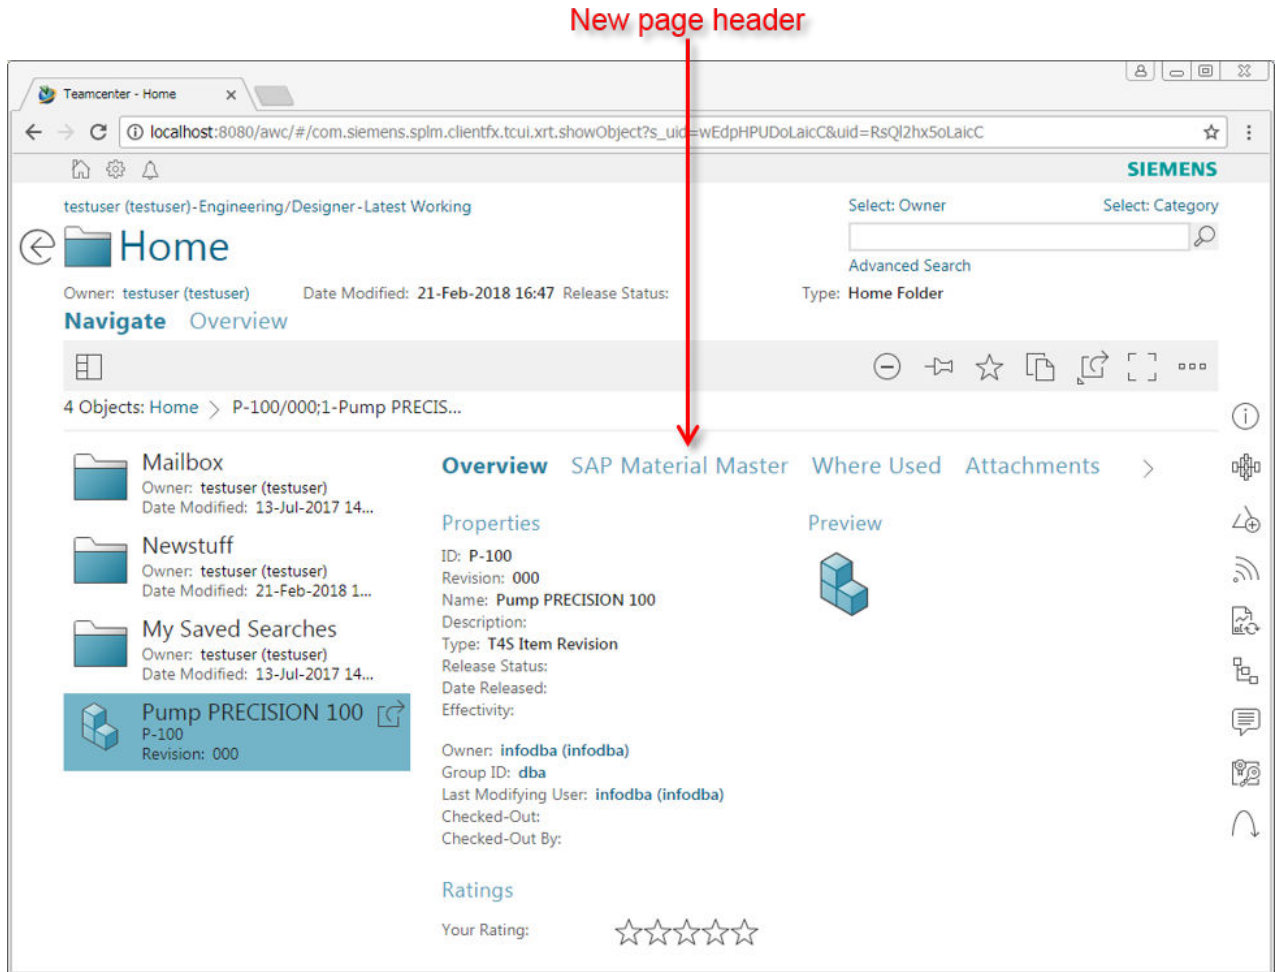 New page header
Teamcenter - Home
localhost:8080/awc/#/com.siemens.splm.clientfx.tcui.xrt.showObject?s_uid=wEdpHPUDoLaicC&uid=RsQl2hx5oLaicC
SIEMENS
testuser (testuser)-Engineering/Designer-Latest Working
Select: Owner Select: Category
Home
Advanced Search
Owner: testuser (testuser) Date Modified: 21-Feb-2018 16:47 Release Status: Type: Home Folder
Navigate Overview
4 Objects: Home > P-100/000;1-Pump PRECIS...
Mailbox
Owner: testuser (testuser)
Date Modified: 13-Jul-2017 14...
Newstuff
Owner: testuser (testuser)
Date Modified: 21-Feb-2018 1...
My Saved Searches
Owner: testuser (testuser)
Date Modified: 13-Jul-2017 14...
Pump PRECISION 100
P-100
Revision: 000
Overview SAP Material Master Where Used Attachments
Properties
ID: P-100
Revision: 000
Name: Pump PRECISION 100
Description:
Type: T4S Item Revision
Release Status:
Date Released:
Effectivity:
Owner: infodba (infodba)
Group ID: dba
Last Modifying User: infodba (infodba)
Checked-Out:
Checked-Out By:
Preview
Ratings
Your Rating: